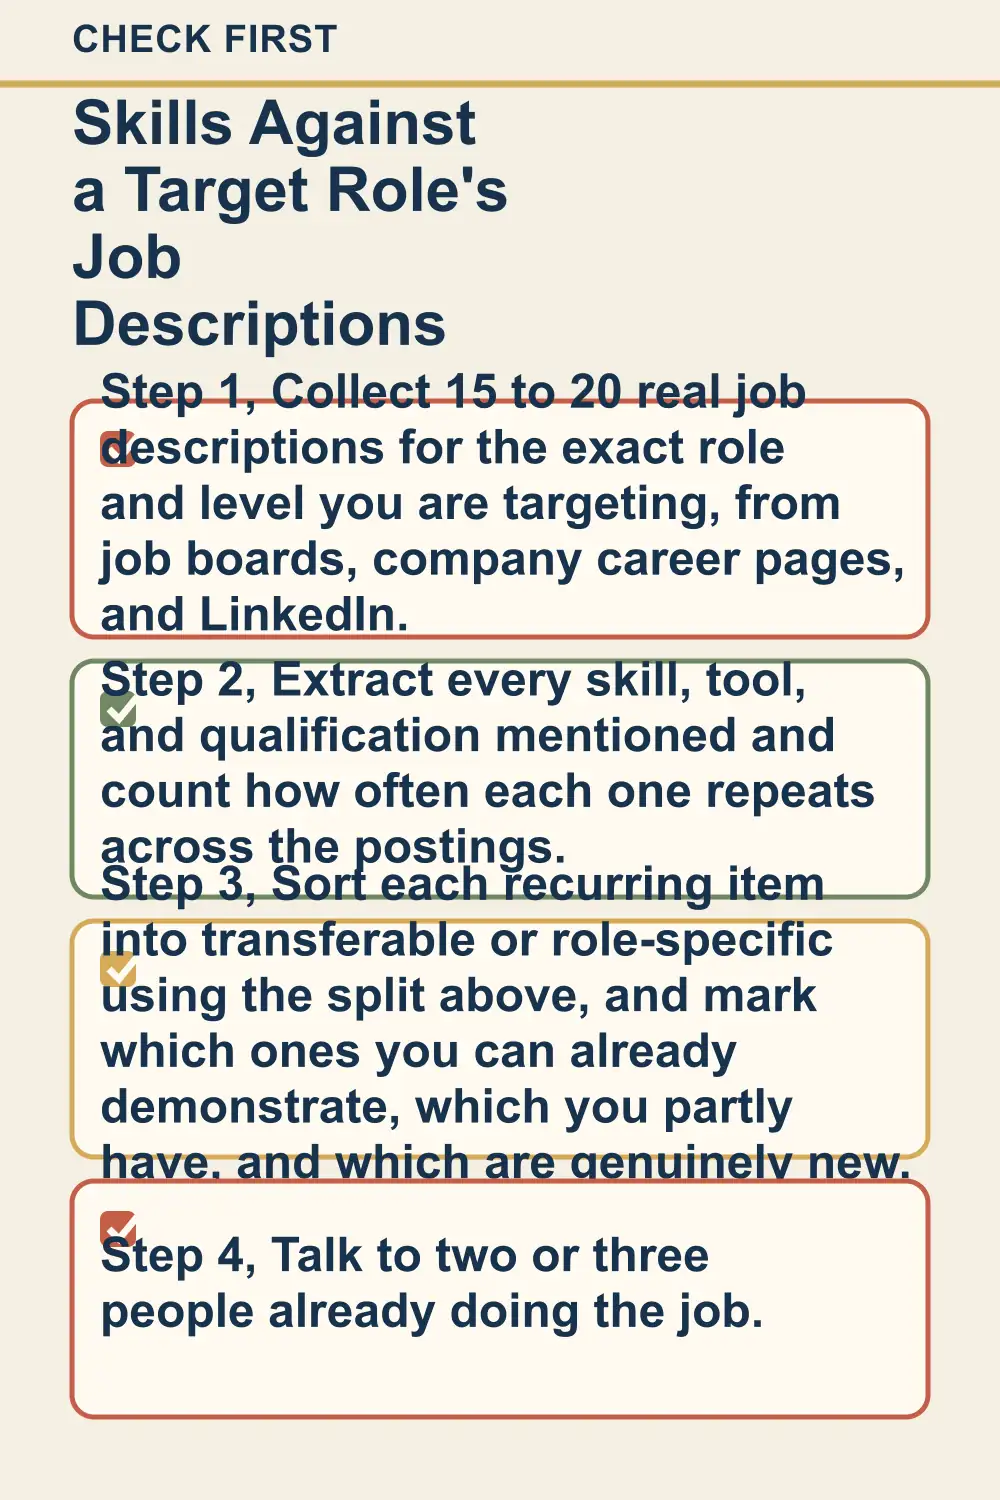 CHECK FIRST
Skills Against
a Target Role's
Job
Descriptions
Step 1, Collect 15 to 20 real job
descriptions for the exact role
and level you are targeting, from
job boards, company career pages,
and LinkedIn.
Step 2, Extract every skill, tool,
and qualification mentioned and
count how often each one repeats
across the postings.
Step 3, Sort each recurring item
into transferable or role-specific
using the split above, and mark
which ones you can already
demonstrate, which you partly
have, and which are genuinely new.
Step 4, Talk to two or three
people already doing the job.